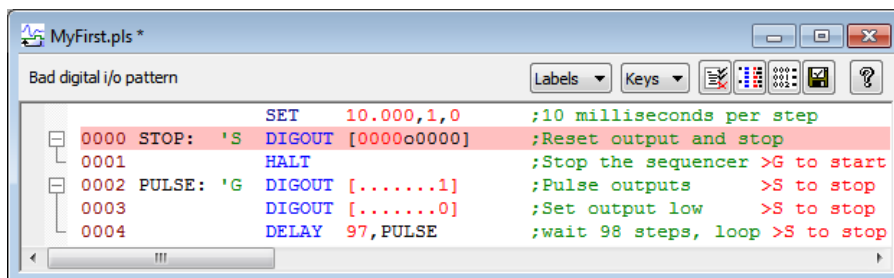 MyFirst.pls *
Bad digital i/o pattern Labels Keys
SET 10.000,1,0 ;10 milliseconds per step
0000 STOP: 'S DIGOUT [0000o0000] ;Reset output and stop
0001 HALT ;Stop the sequencer >G to start
0002 PULSE: 'G DIGOUT [.......1] ;Pulse outputs >S to stop
0003 DIGOUT [.......0] ;Set output low >S to stop
0004 DELAY 97,PULSE ;wait 98 steps, loop >S to stop